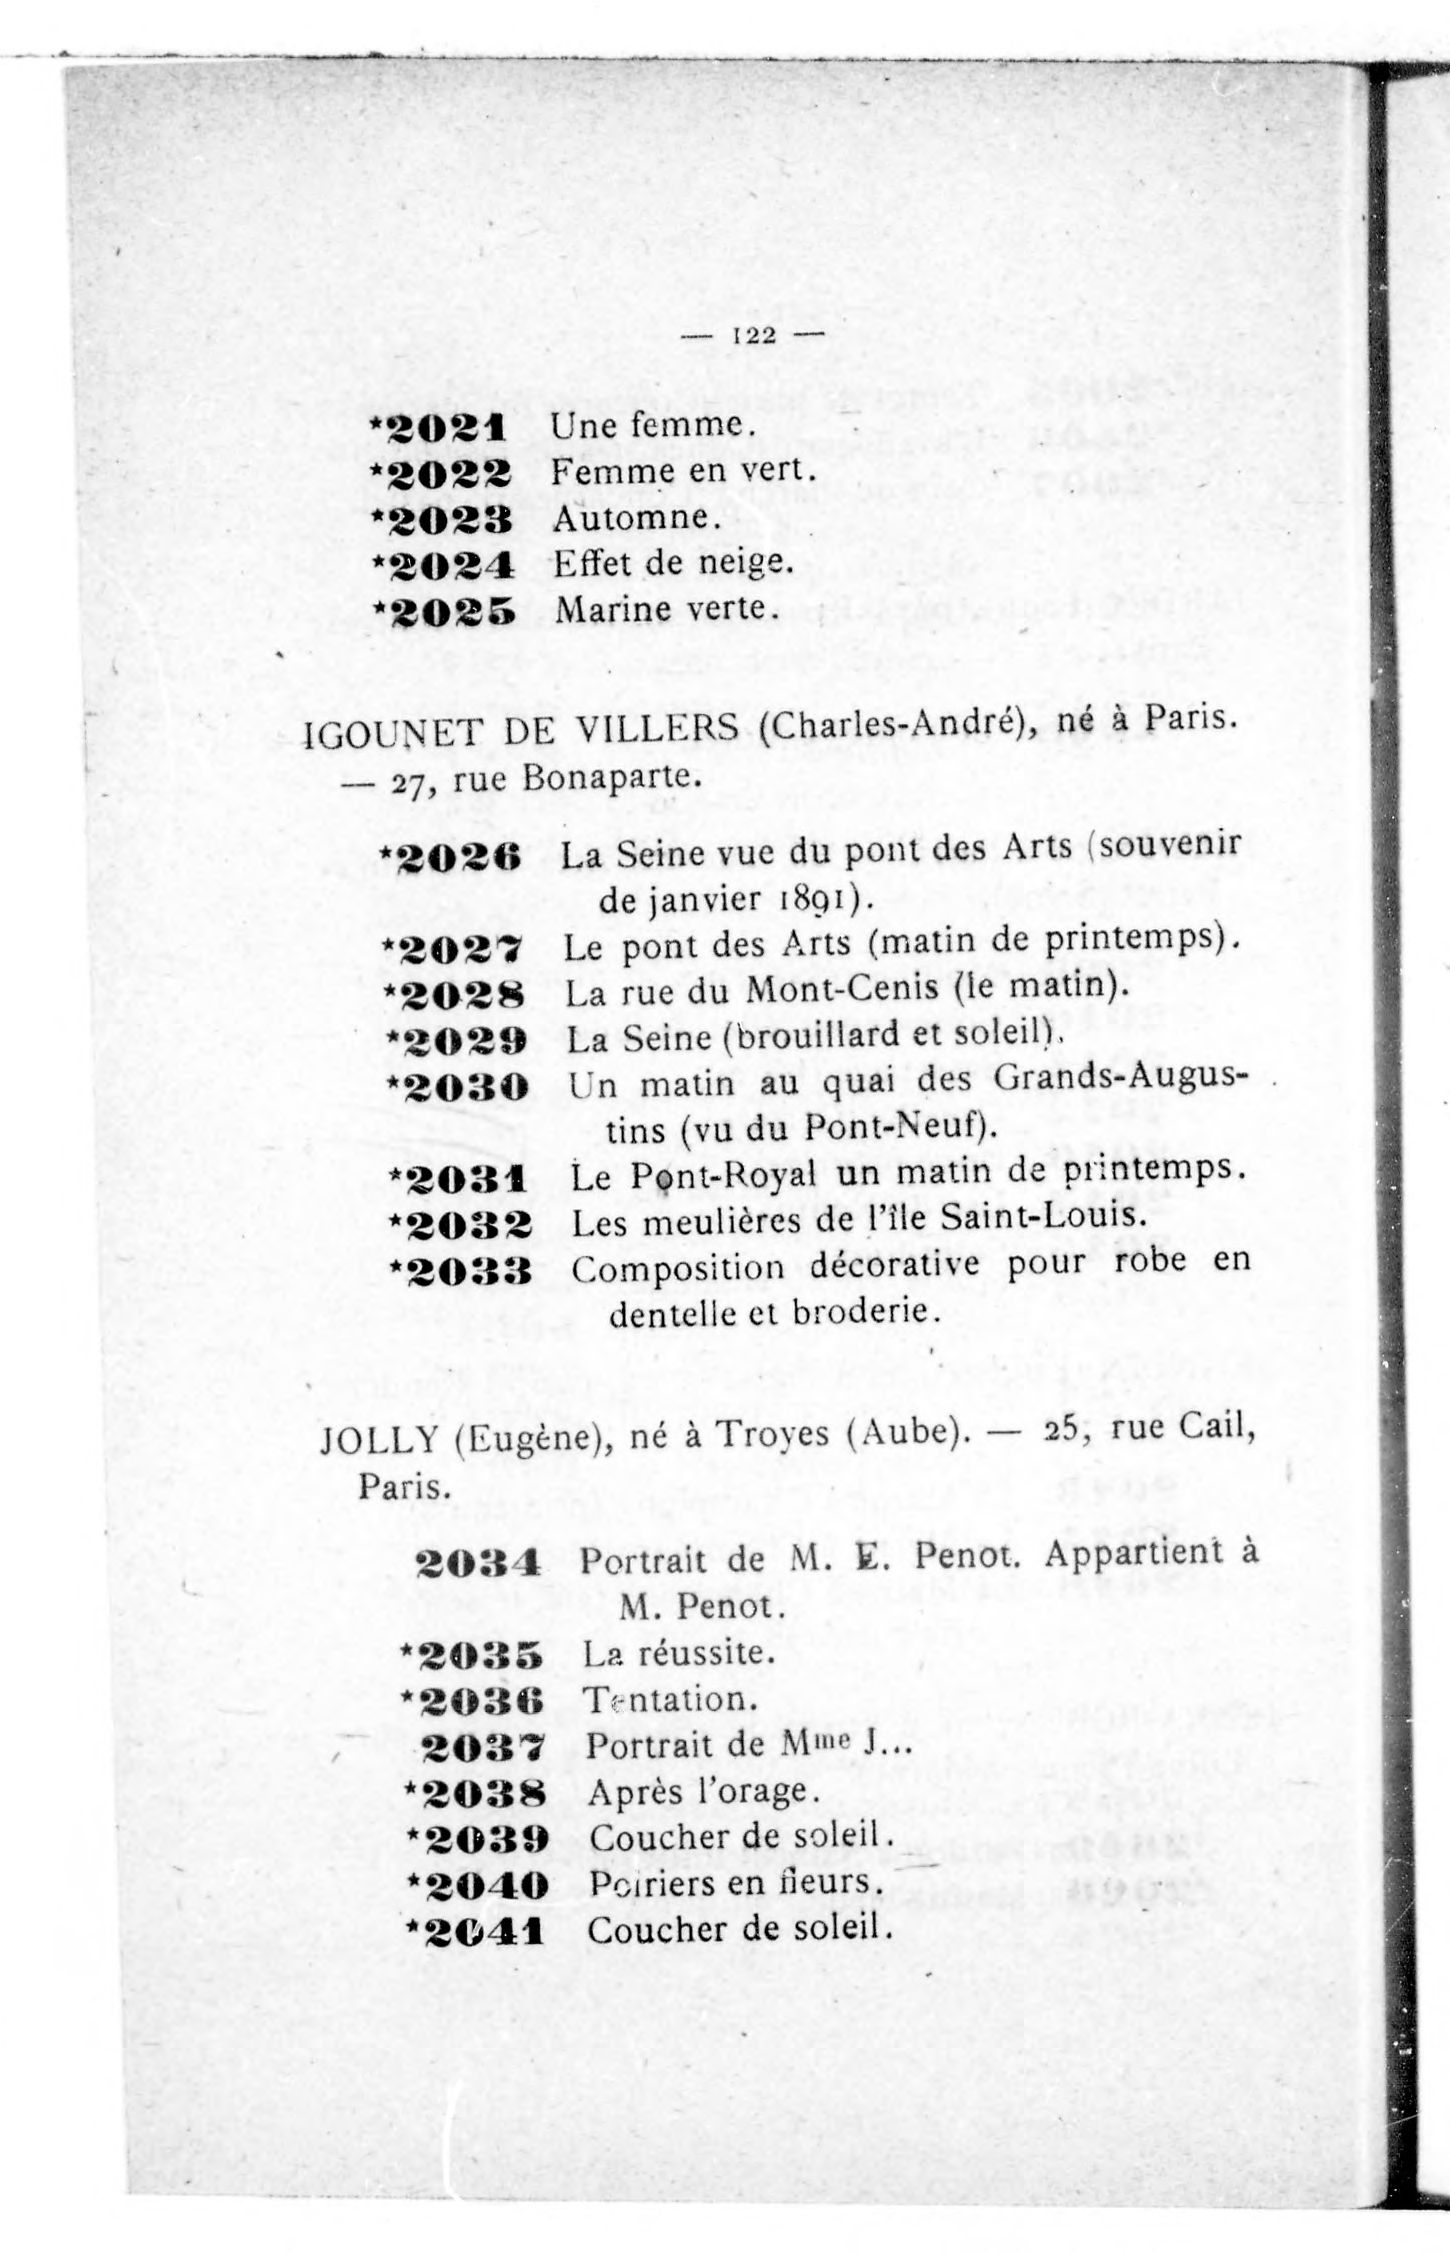 — 122 —
*2021 Une femme.
*2022 Femme en vert.
*2023 Automne.
*2024 Effet de neige.
*2025 Marine verte.
IGOUNET DE VILLERS (Charles-André), né à Paris.
— 27, rue Bonaparte.
*2026 La Seine vue du pont des Arts (souvenir
de janvier 1891).
*2027 Le pont des Arts (matin de printemps).
*2028 La rue du Mont-Cenis (le matin).
*2029 La Seine (brouillard et soleil).
*2030 Un matin au quai des Grands-Augus-
tins (vu du Pont-Neuf).
*2031 Le Pont-Royal un matin de printemps.
*2032 Les meulières de l'île Saint-Louis.
*2033 Composition décorative pour robe en
dentelle et broderie.
JOLLY (Eugène), né à Troyes (Aube). — 25, rue Cail,
Paris.
2034 Portrait de M. E. Penot. Appartient à
M. Penot.
*2035 La réussite.
*2036 Tentation.
2037 Portrait de Mme J...
*2038 Après l'orage.
*2039 Coucher de soleil.
*2040 Poiriers en fleurs.
*2041 Coucher de soleil.